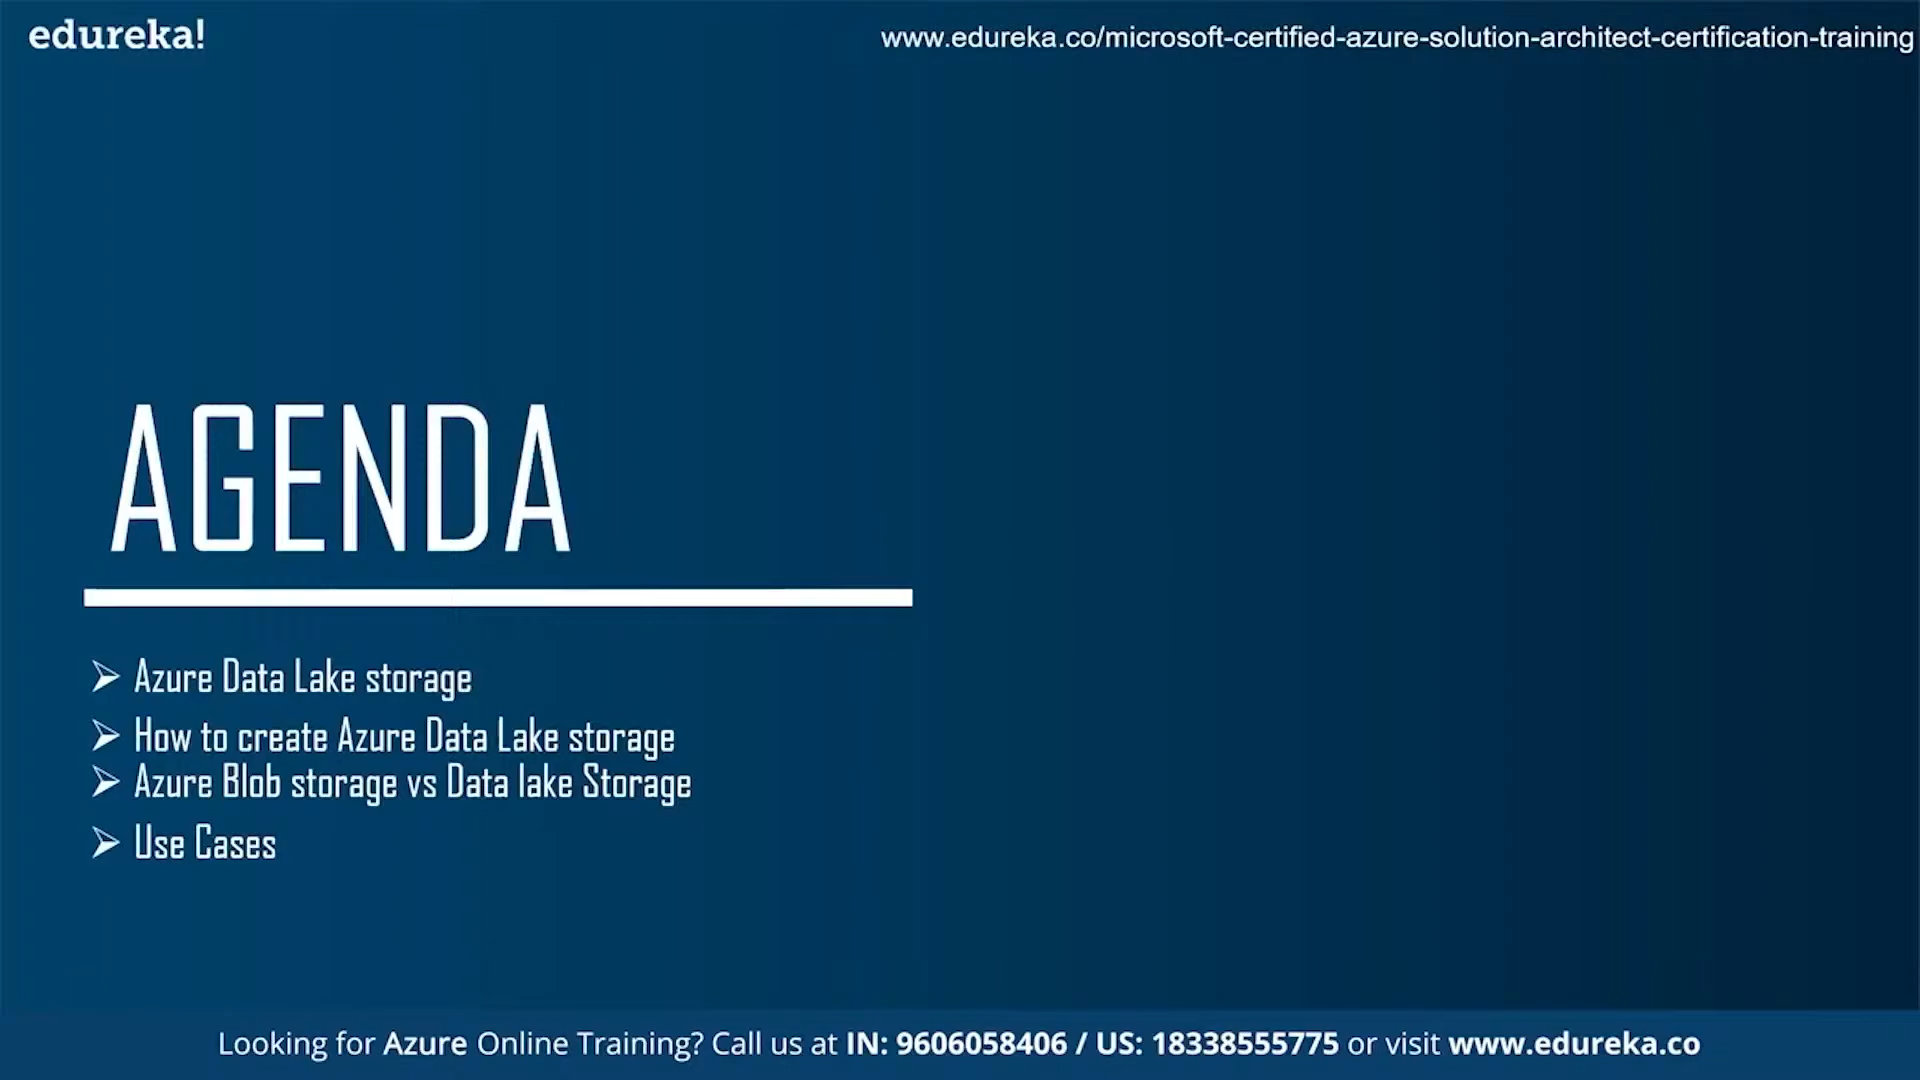 edureka!
www.edureka.co/microsoft-certified-azure-solution-architect-certification-training
AGENDA
➢ Azure Data Lake storage
➢ How to create Azure Data Lake storage
➢ Azure Blob storage vs Data lake Storage
➢ Use Cases
Looking for Azure Online Training? Call us at IN: 9606058406 / US: 18338555775 or visit www.edureka.co